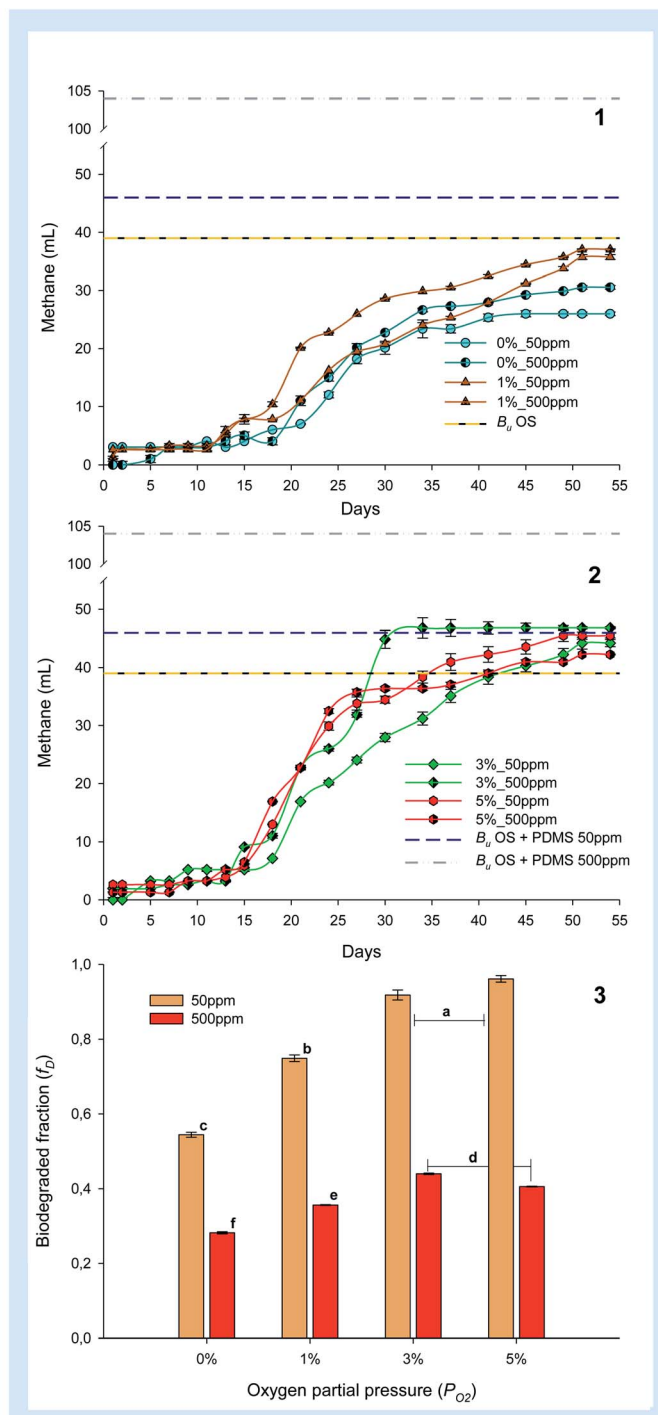 105
100
50
40
30
20
10
0
Methane (mL)
1
0%_50ppm
0%_500ppm
1%_50ppm
1%_500ppm
Bu OS
0 5 10 15 20 25 30 35 40 45 50 55
Days
105
100
50
40
30
20
10
0
Methane (mL)
2
3%_50ppm
3%_500ppm
5%_50ppm
5%_500ppm
Bu OS + PDMS 50ppm
Bu OS + PDMS 500ppm
0 5 10 15 20 25 30 35 40 45 50 55
Days
1,0
0,8
0,6
0,4
0,2
0,0
Biodegraded fraction (fD)
3
50ppm
500ppm
a
b
c
d
e
f
0% 1% 3% 5%
Oxygen partial pressure (PO2)